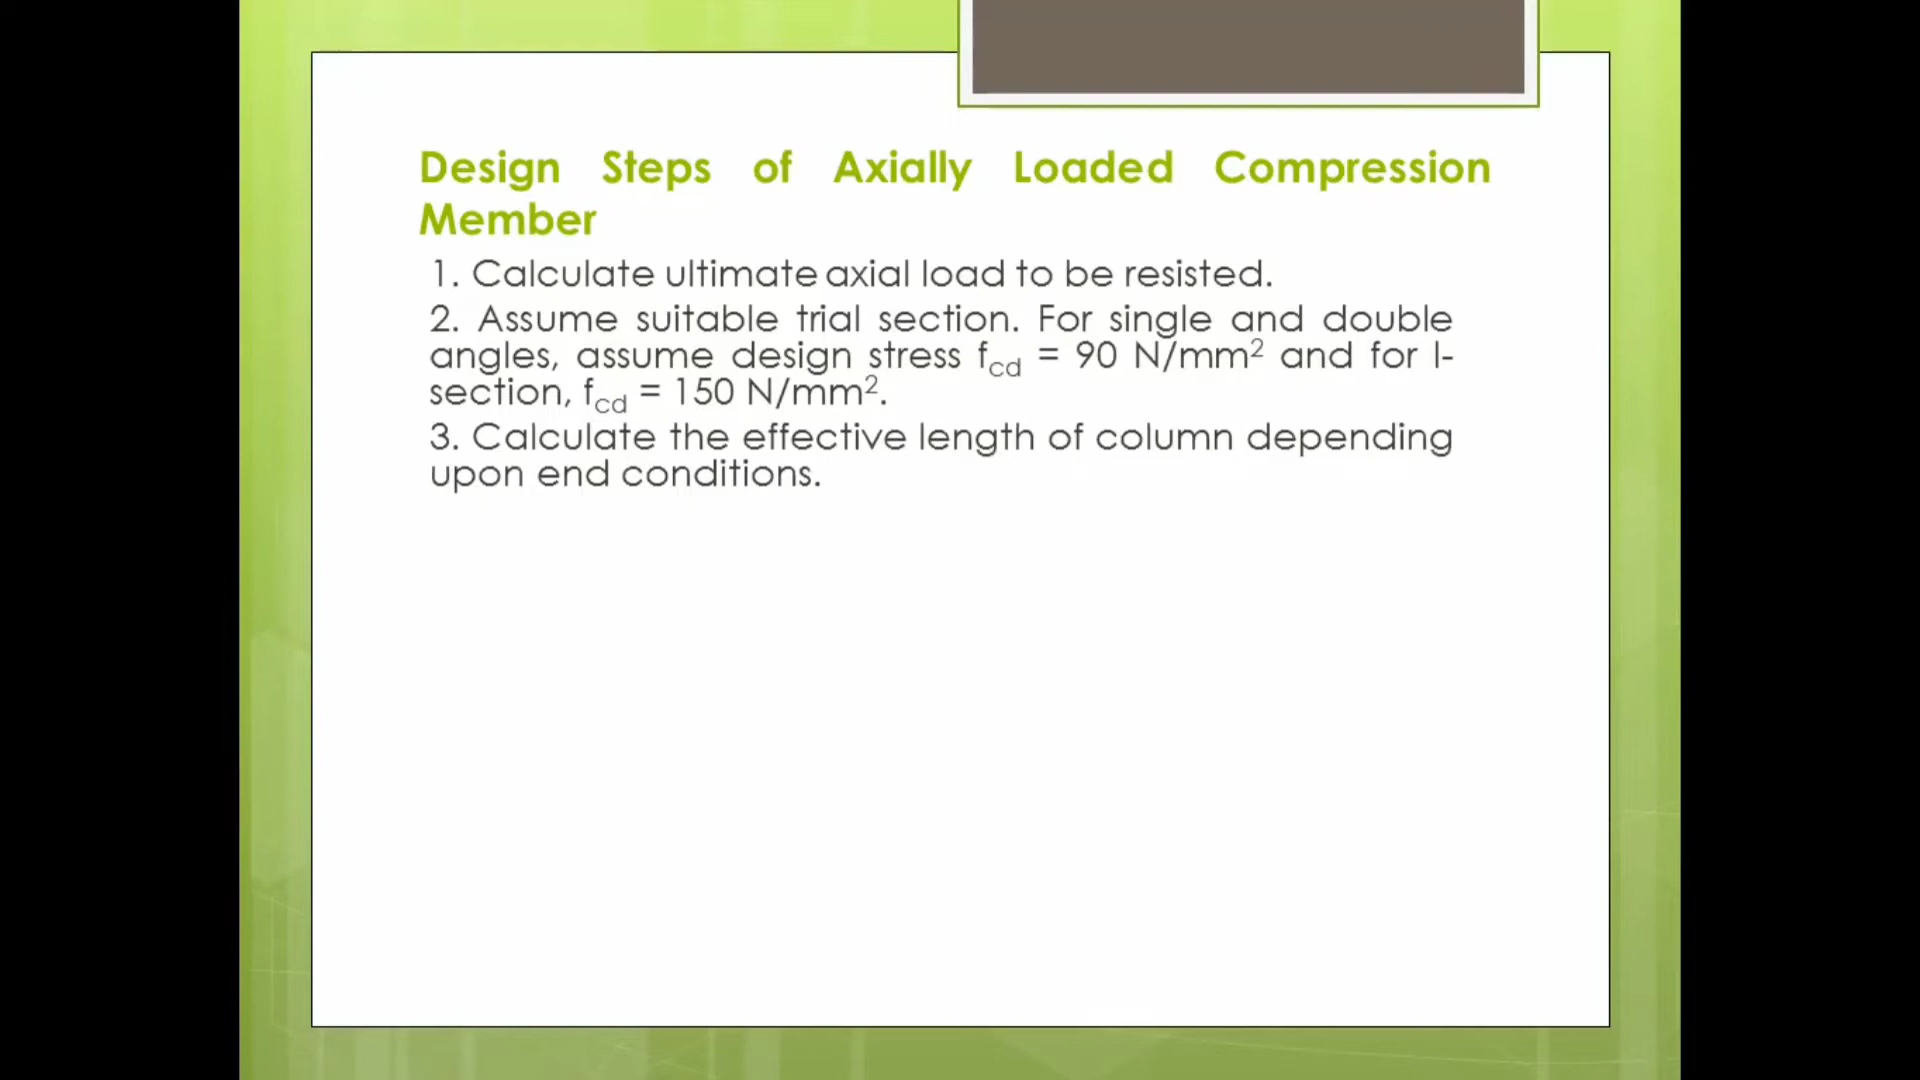 Design Steps of Axially Loaded Compression
Member
1. Calculate ultimate axial load to be resisted.
2. Assume suitable trial section. For single and double
angles, assume design stress f_cd = 90 N/mm² and for I-
section, f_cd = 150 N/mm².
3. Calculate the effective length of column depending
upon end conditions.